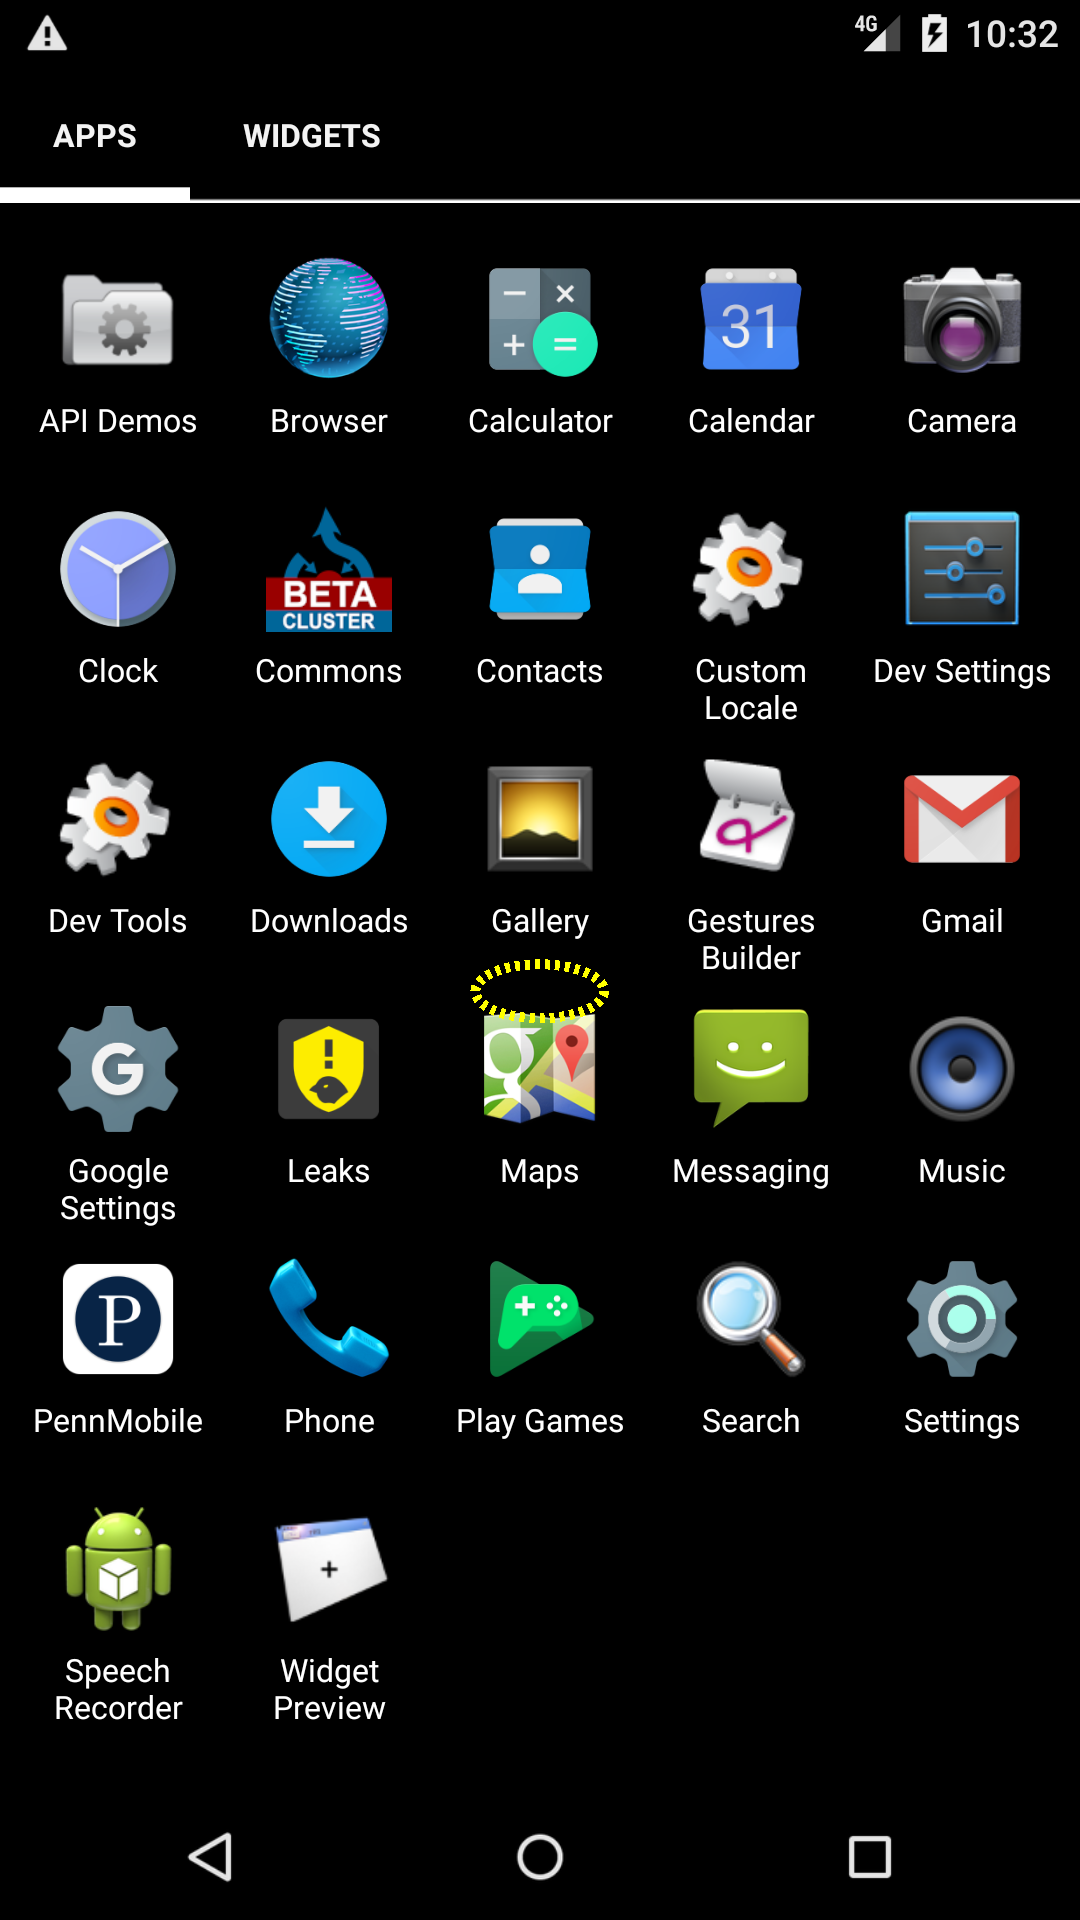 4G 10:32
APPS WIDGETS
31
API Demos Browser Calculator Calendar Camera
BETA
CLUSTER
Clock Commons Contacts Custom Dev Settings
Locale
Dev Tools Downloads Gallery Gestures Gmail
Builder
G g
Google Leaks Maps Messaging Music
Settings
P
PennMobile Phone Play Games Search Settings
Speech Widget
Recorder Preview